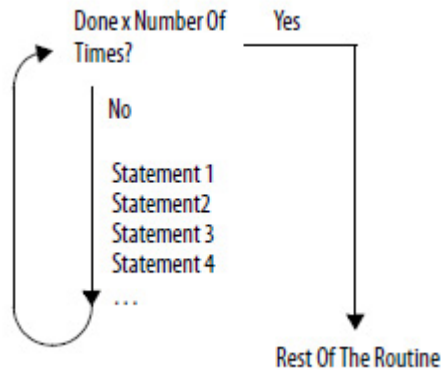 Done x Number Of
Times?
Yes
No
Statement 1
Statement2
Statement 3
Statement 4
...
Rest Of The Routine